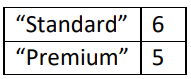 “Standard” 6
“Premium” 5